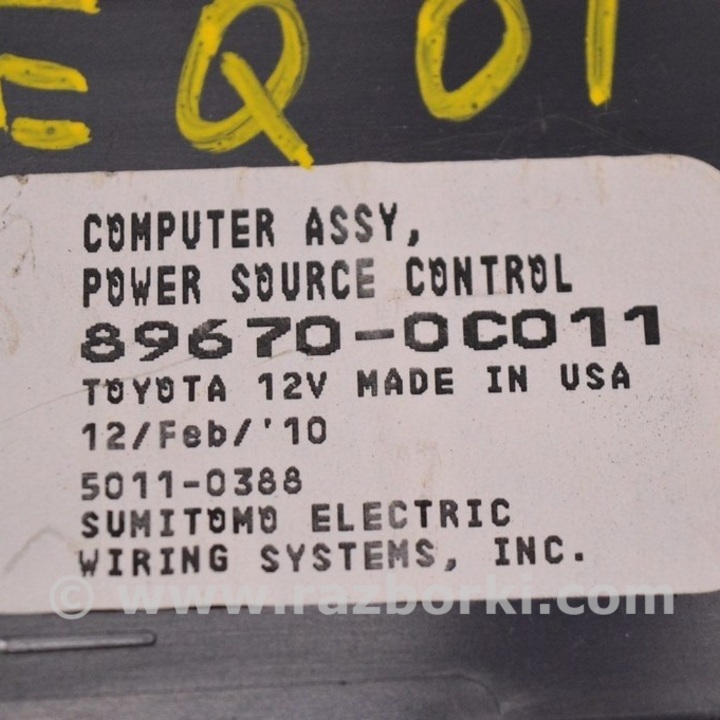 EQ01
COMPUTER ASSY,
POWER SOURCE CONTROL
89670-0C011
TOYOTA 12V MADE IN USA
12/Feb/'10
5011-0388
SUMITOMO ELECTRIC
WIRING SYSTEMS, INC.
© www.razborki.com